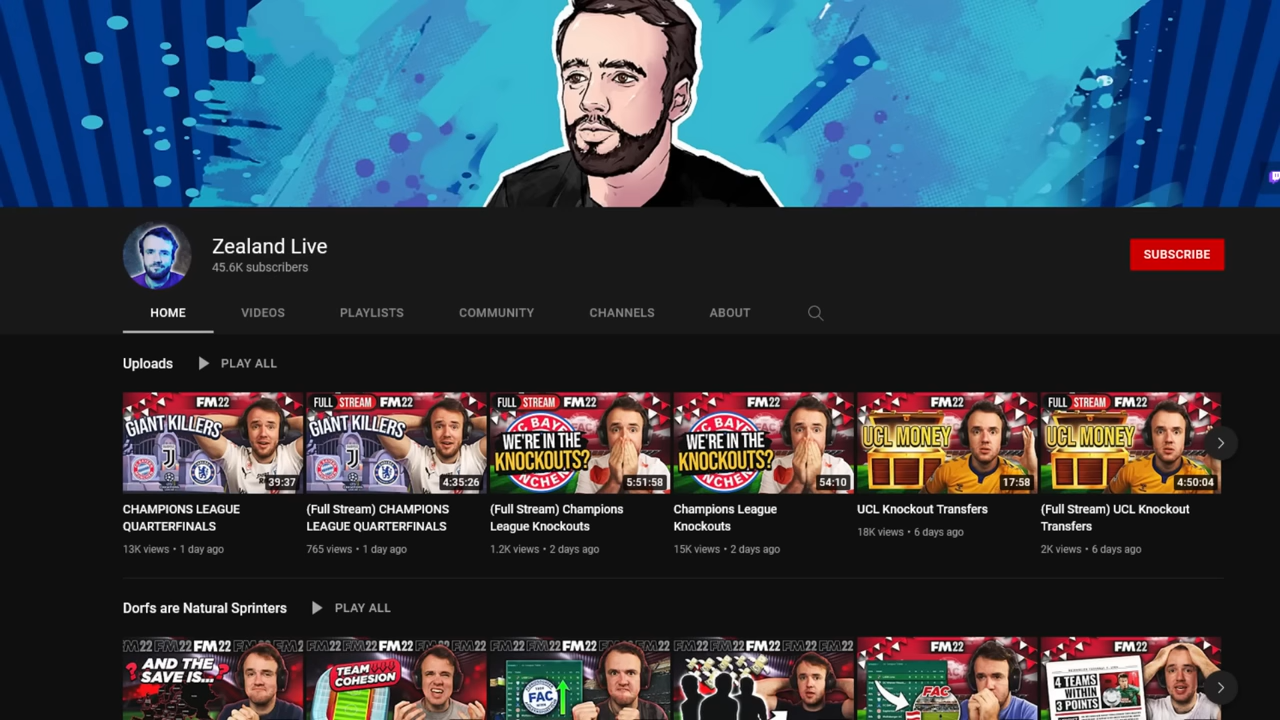 Zealand Live
45.6K subscribers
SUBSCRIBE
HOME VIDEOS PLAYLISTS COMMUNITY CHANNELS ABOUT
Uploads PLAY ALL
FM22
GIANT KILLERS
39:37
FULL STREAM FM22
GIANT KILLERS
4:35:26
FULL STREAM FM22
WE'RE IN THE
KNOCKOUTS?
5:51:58
FM22
WE'RE IN THE
KNOCKOUTS?
54:10
FM22
UCL MONEY
17:58
FULL STREAM FM22
UCL MONEY
4:50:04
CHAMPIONS LEAGUE
QUARTERFINALS
13K views • 1 day ago
(Full Stream) CHAMPIONS
LEAGUE QUARTERFINALS
765 views • 1 day ago
(Full Stream) Champions
League Knockouts
1.2K views • 2 days ago
Champions League
Knockouts
15K views • 2 days ago
UCL Knockout Transfers
18K views • 6 days ago
(Full Stream) UCL Knockout
Transfers
2K views • 6 days ago
Dorfs are Natural Sprinters PLAY ALL
FM22
AND THE
SAVE IS...
FM22
TEAM
COHESION
FM22
FAC
FM22
FM22
FAC
FM22
4 TEAMS
WITHIN
3 POINTS